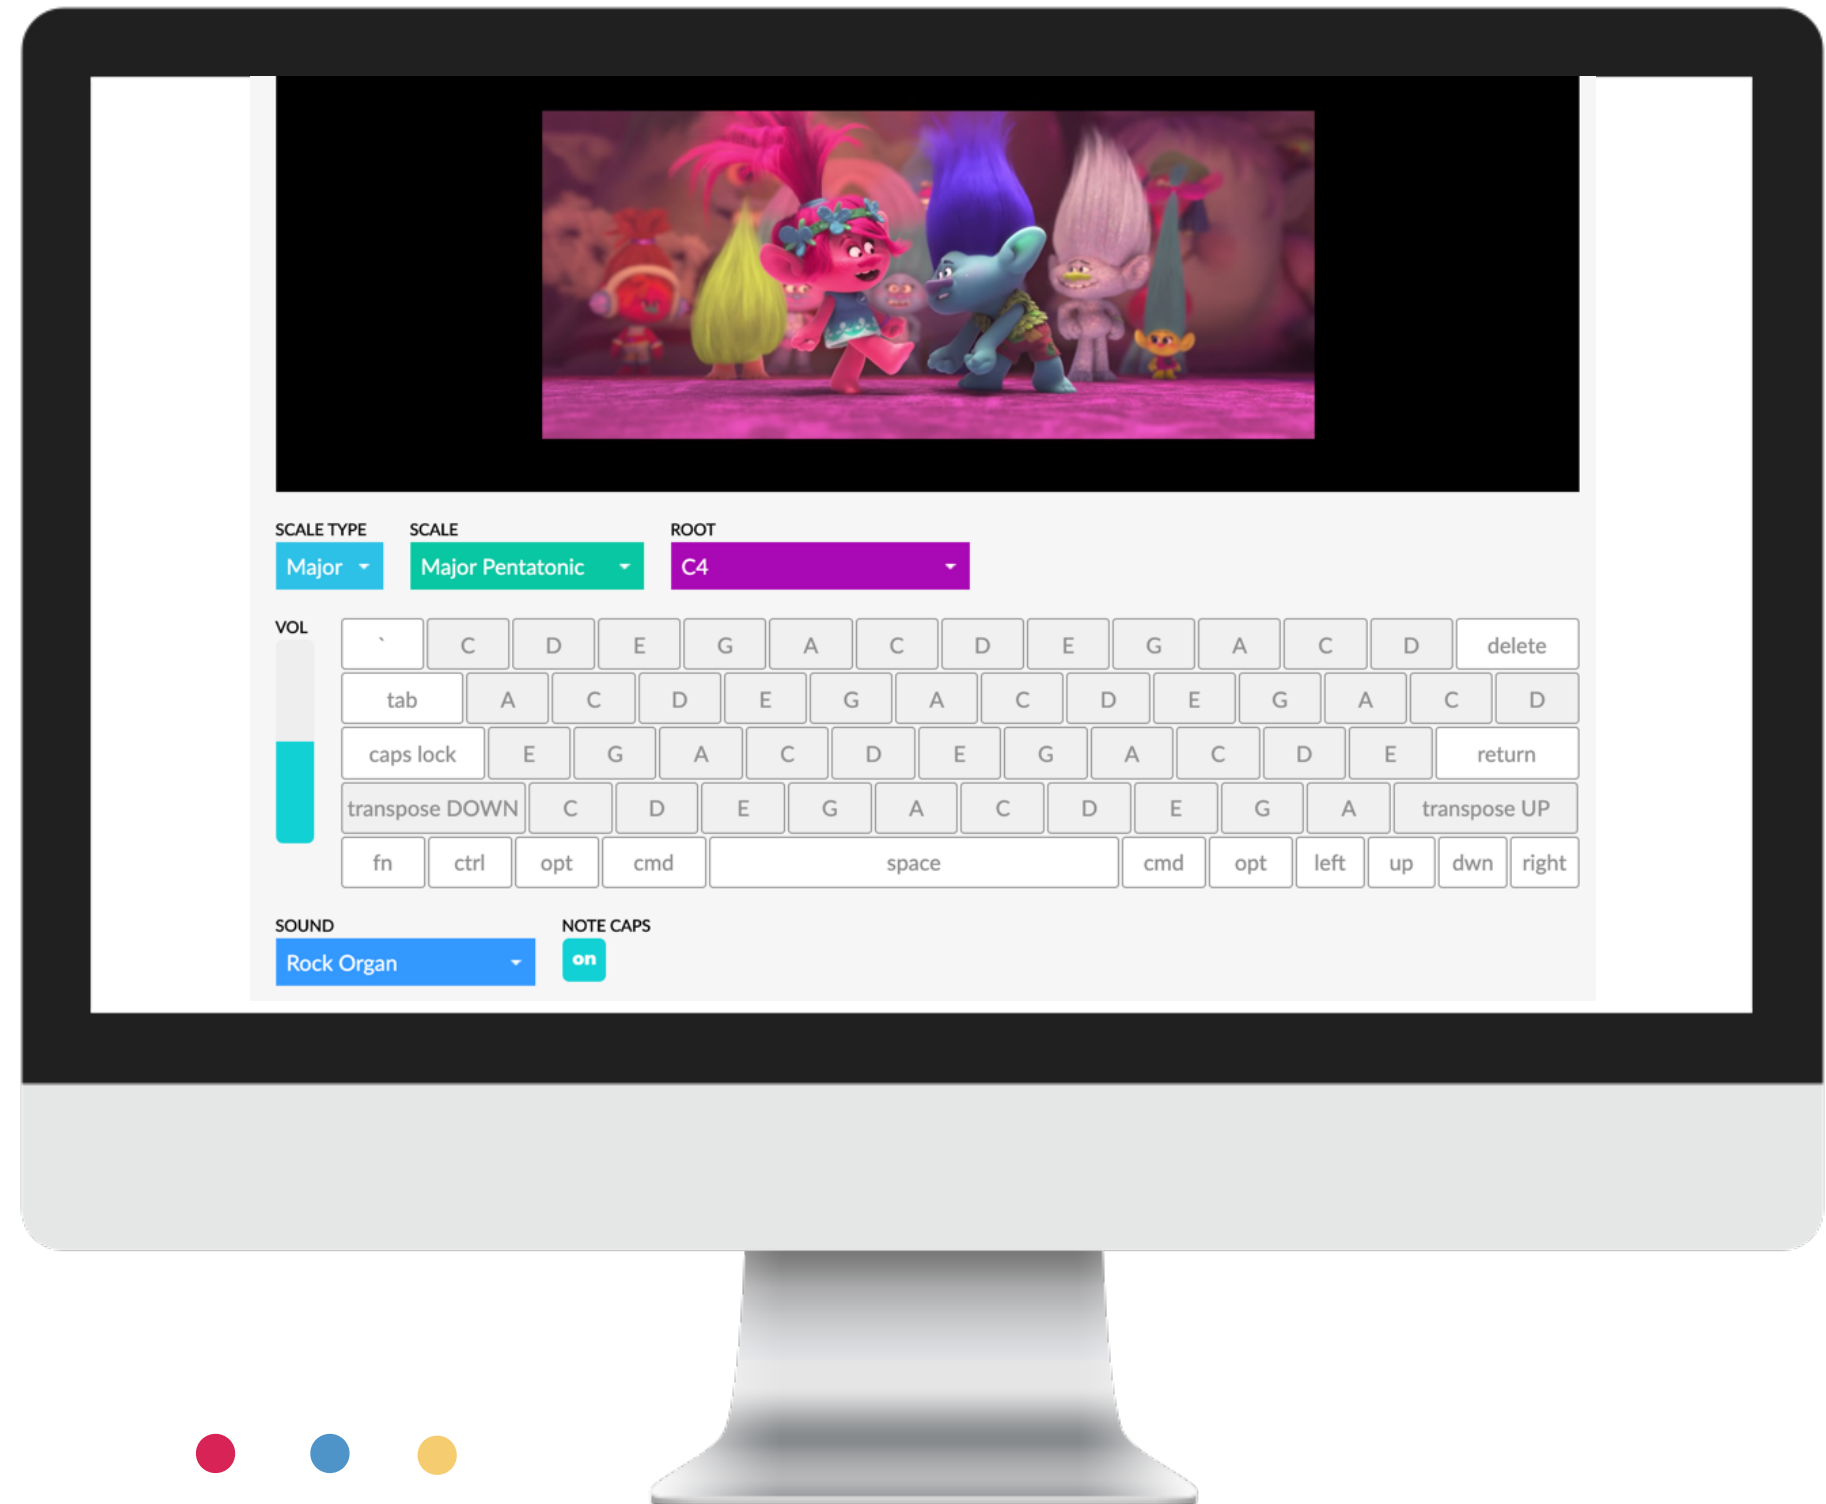 SCALE TYPE SCALE ROOT
Major Major Pentatonic C4
VOL
` C D E G A C D E G A C D delete
tab A C D E G A C D E G A C D
caps lock E G A C D E G A C D E return
transpose DOWN C D E G A C D E G A transpose UP
fn ctrl opt cmd space cmd opt left up dwn right
SOUND NOTE CAPS
Rock Organ on